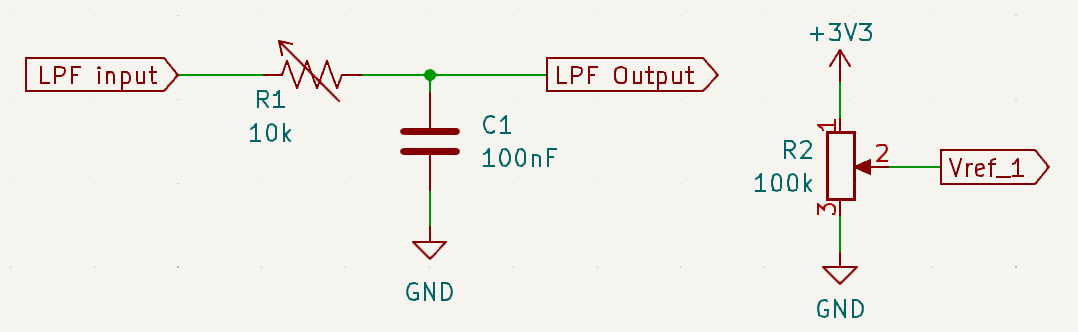 LPF input
R1
10k
C1
100nF
GND
LPF Output
+3V3
R2
100k
1
2
3
Vref_1
GND